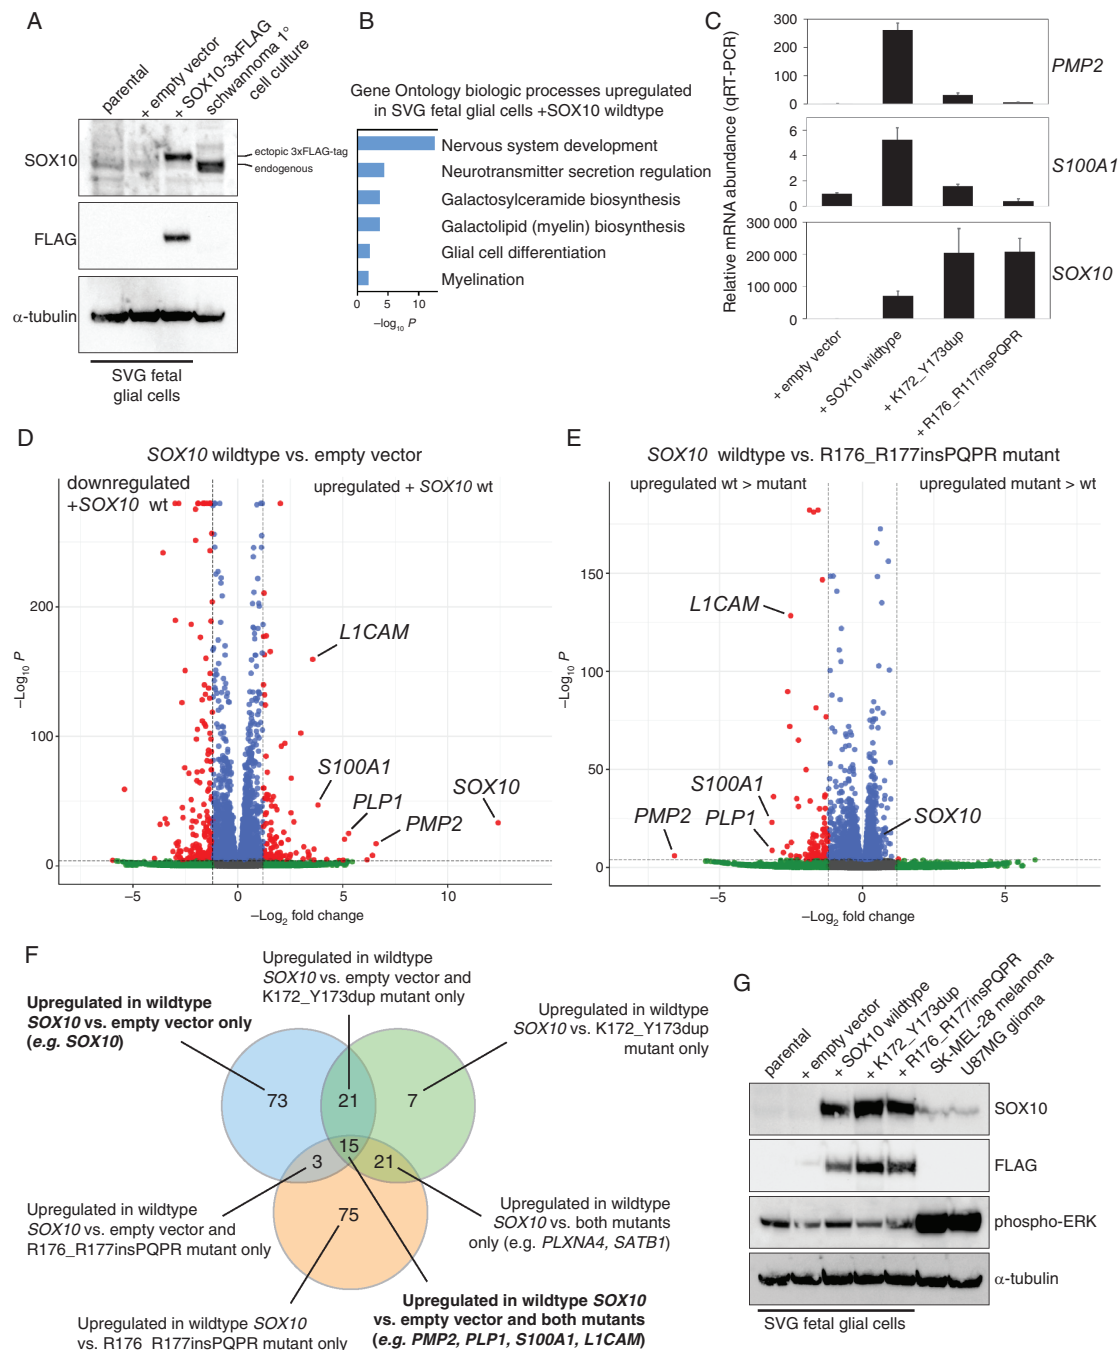 A
parental
+ empty vector
+ SOX10-3xFLAG
schwannoma 1°
cell culture
SOX10
ectopic 3xFLAG-tag
endogenous
FLAG
α-tubulin
SVG fetal
glial cells
B
Gene Ontology biologic processes upregulated
in SVG fetal glial cells +SOX10 wildtype
Nervous system development
Neurotransmitter secretion regulation
Galactosylceramide biosynthesis
Galactolipid (myelin) biosynthesis
Glial cell differentiation
Myelination
0 5 10
–log10 P
C
Relative mRNA abundance (qRT-PCR)
300
200
100
0
PMP2
6
4
2
0
S100A1
300 000
200 000
100 000
0
SOX10
+ empty vector
+ SOX10 wildtype
+ K172_Y173dup
+ R176_R117insPQPR
D
SOX10 wildtype vs. empty vector
downregulated
+SOX10 wt
upregulated + SOX10 wt
200
100
0
–Log10 P
L1CAM
S100A1
PLP1
PMP2
SOX10
–5 0 5 10
–Log2 fold change
E
SOX10 wildtype vs. R176_R177insPQPR mutant
upregulated wt > mutant
upregulated mutant > wt
150
100
50
0
–Log10 P
L1CAM
S100A1
PMP2
PLP1
SOX10
–5 0 5
–Log2 fold change
F
Upregulated in wildtype
SOX10 vs. empty vector and
K172_Y173dup mutant only
Upregulated in wildtype
SOX10 vs. empty vector only
(e.g. SOX10)
Upregulated in wildtype
SOX10 vs. K172_Y173dup
mutant only
73
21
7
15
3
21
75
Upregulated in wildtype
SOX10 vs. empty vector and
R176_R177insPQPR mutant only
Upregulated in wildtype
SOX10 vs. both mutants
only (e.g. PLXNA4, SATB1)
Upregulated in wildtype SOX10
vs. R176_R177insPQPR mutant only
Upregulated in wildtype SOX10
vs. empty vector and both mutants
(e.g. PMP2, PLP1, S100A1, L1CAM)
G
parental
+ empty vector
+ SOX10 wildtype
+ K172_Y173dup
+ R176_R177insPQPR
SK-MEL-28 melanoma
U87MG glioma
SOX10
FLAG
phospho-ERK
α-tubulin
SVG fetal glial cells